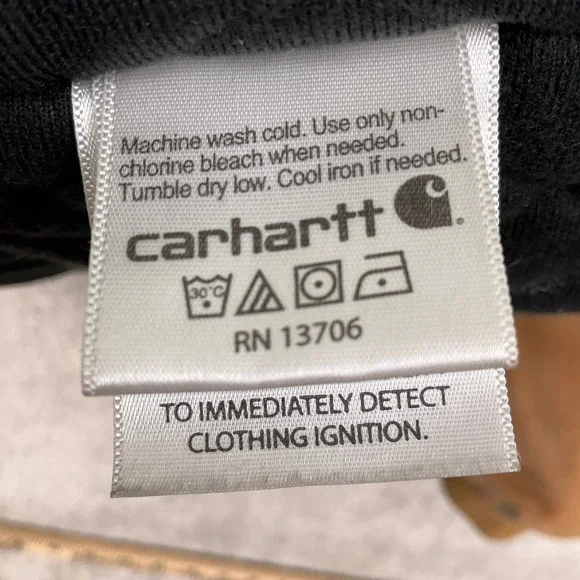 Machine wash cold. Use only non-
chlorine bleach when needed.
Tumble dry low. Cool iron if needed.
carhartt
30°C
RN 13706
TO IMMEDIATELY DETECT
CLOTHING IGNITION.